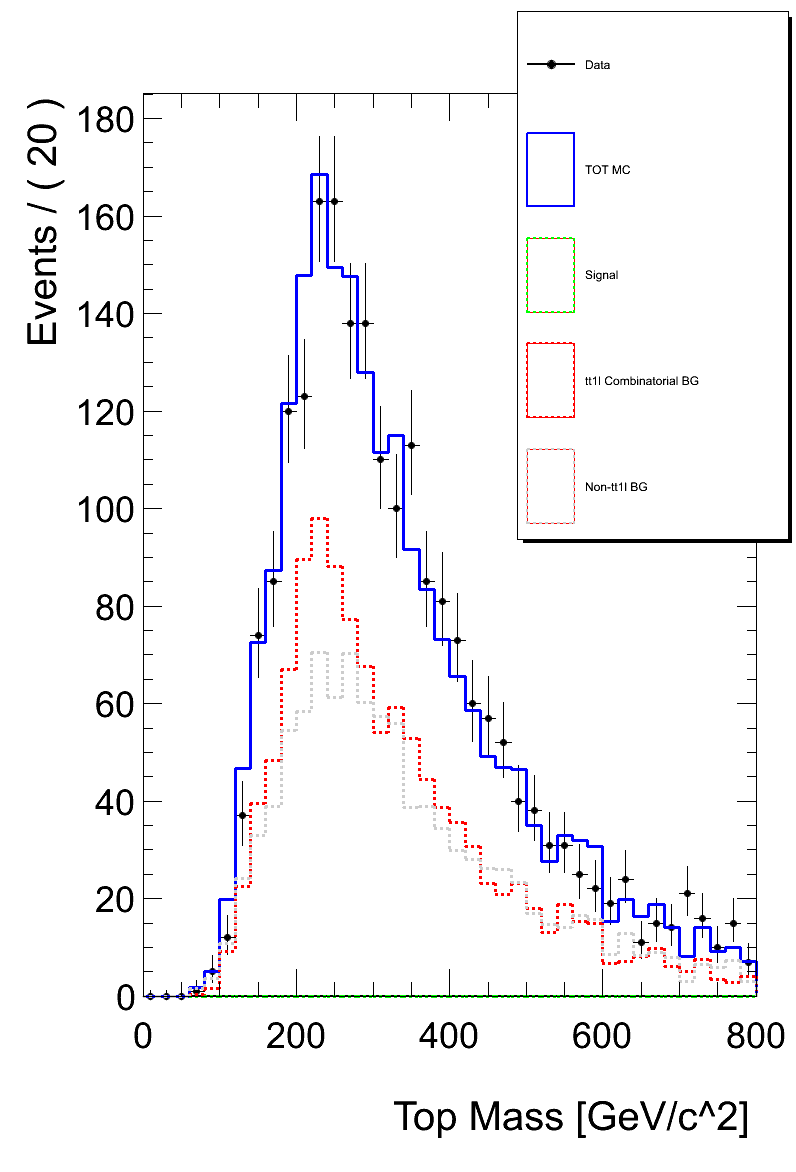 Data
TOT MC
Signal
tt1l Combinatorial BG
Non-tt1l BG
Events / ( 20 )
180
160
140
120
100
80
60
40
20
0
0 200 400 600 800
Top Mass [GeV/c^2]